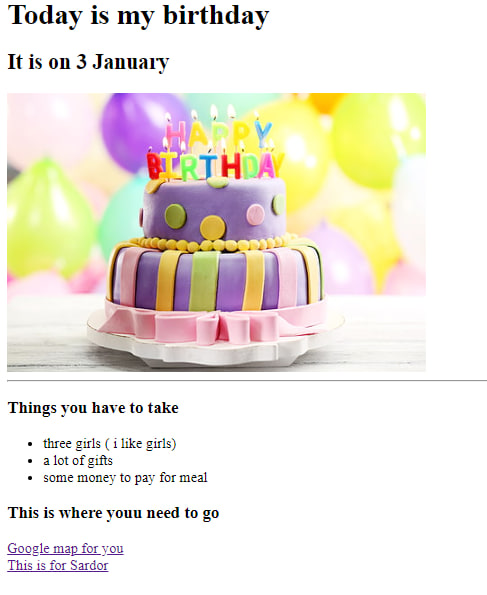 Today is my birthday
It is on 3 January
HAPPY
BIRTHDAY
Things you have to take
three girls ( i like girls)
a lot of gifts
some money to pay for meal
This is where youu need to go
Google map for you
This is for Sardor